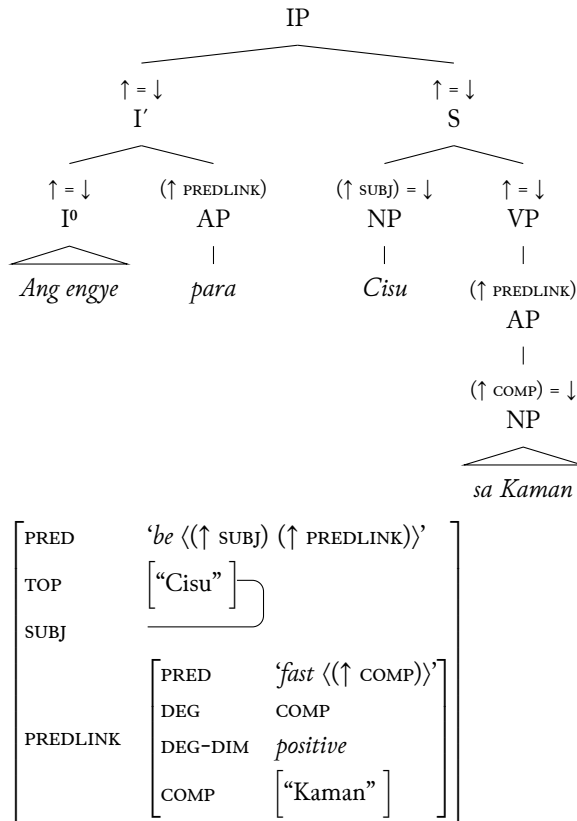 IP
↑ = ↓ ↑ = ↓
I′ S
↑ = ↓ (↑ PREDLINK) (↑ SUBJ) = ↓ ↑ = ↓
I⁰ AP NP VP
Ang engye para Cisu (↑ PREDLINK)
AP
(↑ COMP) = ↓
NP
sa Kaman
PRED ‘be ⟨(↑ SUBJ) (↑ PREDLINK)⟩’
TOP [“Cisu”]
SUBJ
PRED ‘fast ⟨(↑ COMP)⟩’
DEG COMP
PREDLINK DEG-DIM positive
COMP [“Kaman”]